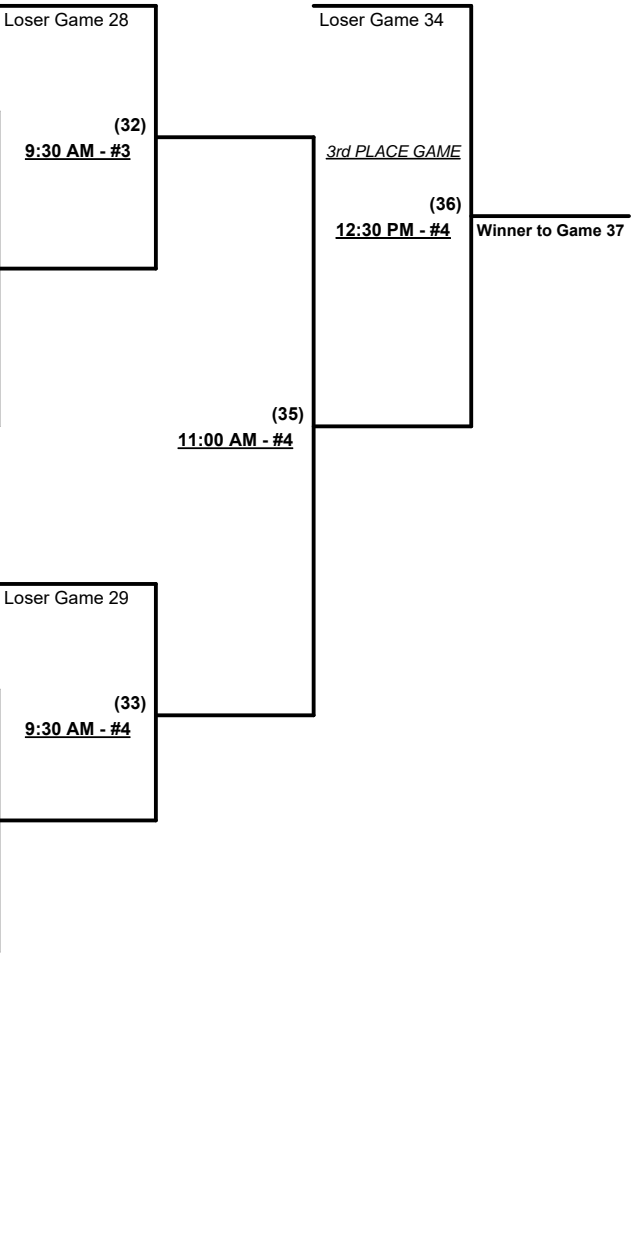 Loser Game 28
Loser Game 34
(32)
9:30 AM - #3
3rd PLACE GAME
(36)
12:30 PM - #4
Winner to Game 37
(35)
11:00 AM - #4
Loser Game 29
(33)
9:30 AM - #4